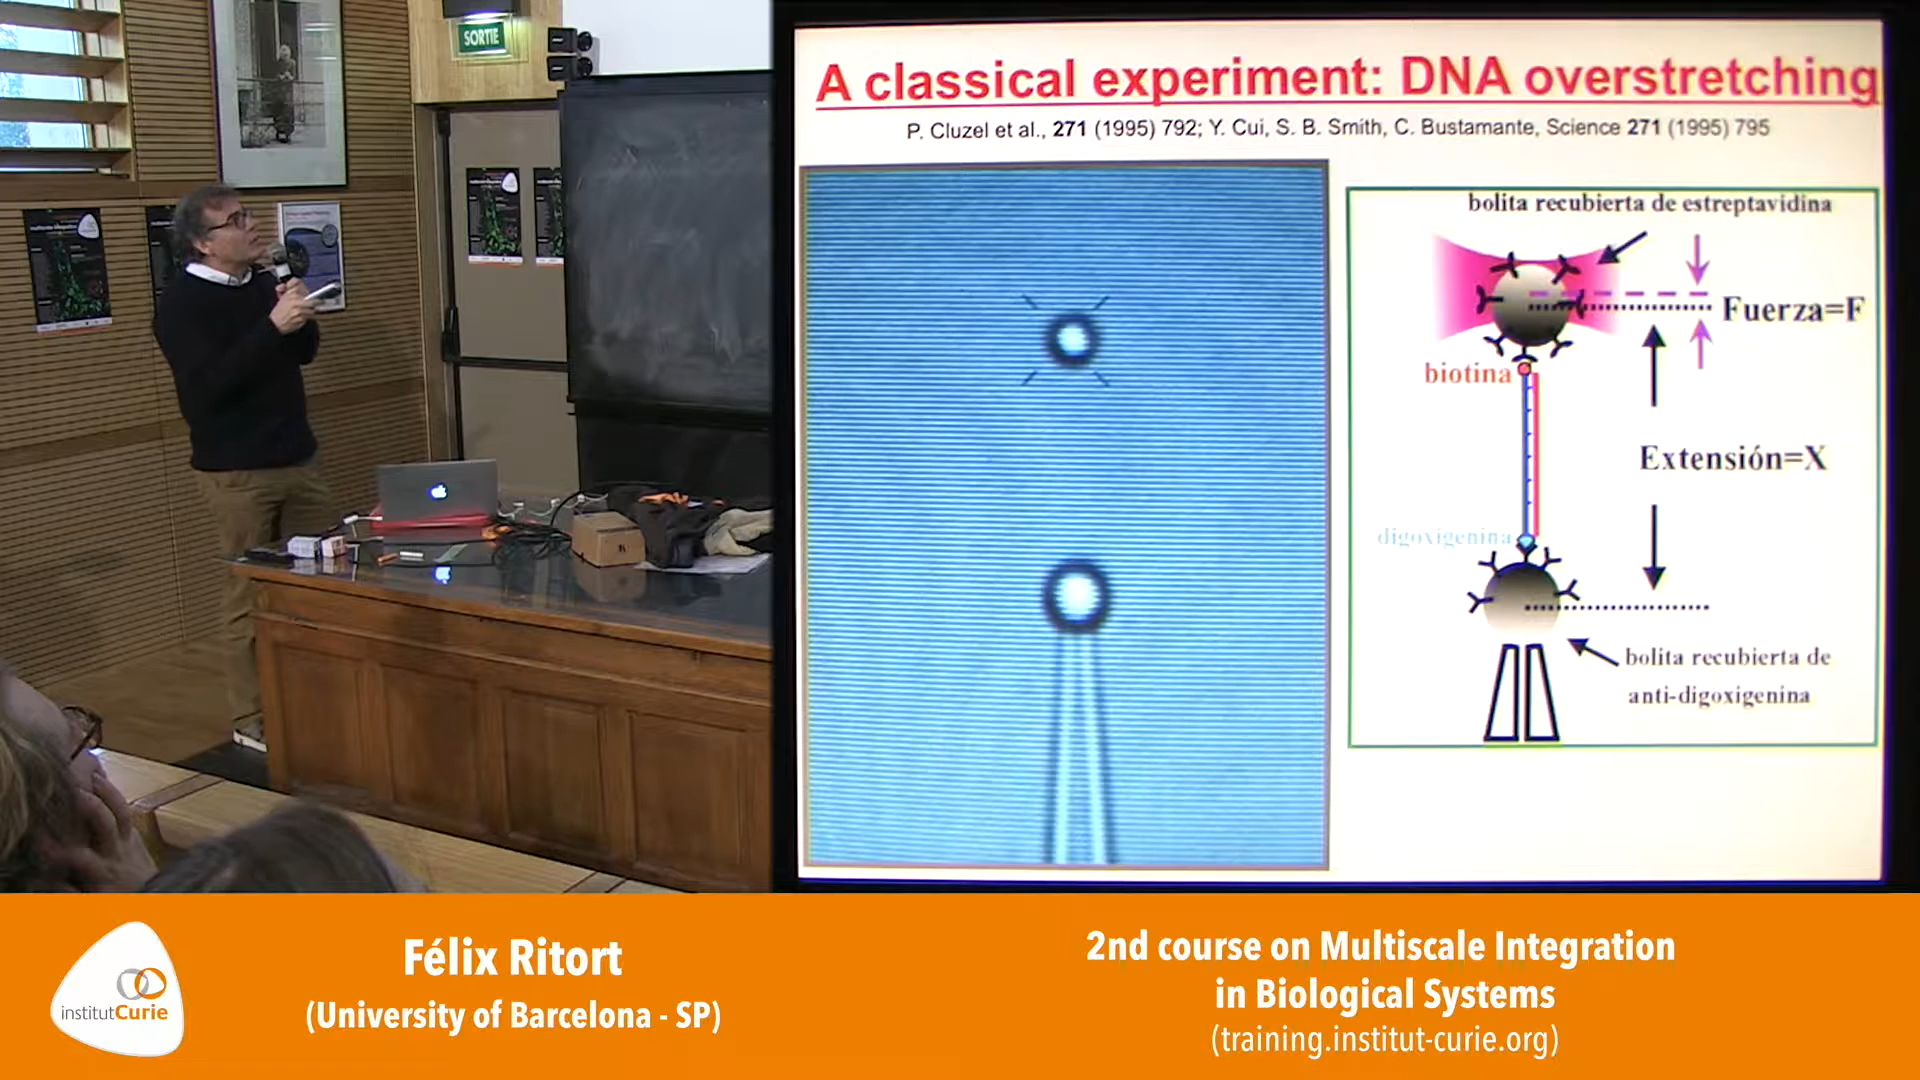 SORTIE
A classical experiment: DNA overstretching
P. Cluzel et al., 271 (1995) 792; Y. Cui, S. B. Smith, C. Bustamante, Science 271 (1995) 795
bolita recubierta de estreptavidina
Fuerza=F
biotina
Extensión=X
digoxigenina
bolita recubierta de
anti-digoxigenina
institutCurie
Félix Ritort
(University of Barcelona - SP)
2nd course on Multiscale Integration
in Biological Systems
(training.institut-curie.org)